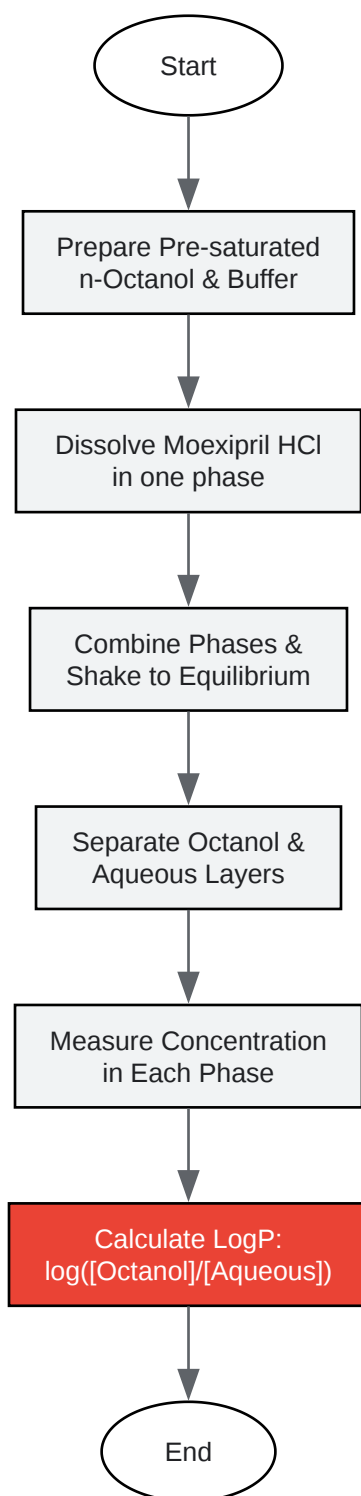 Start
Prepare Pre-saturated
n-Octanol & Buffer
Dissolve Moexipril HCl
in one phase
Combine Phases &
Shake to Equilibrium
Separate Octanol &
Aqueous Layers
Measure Concentration
in Each Phase
Calculate LogP:
log([Octanol]/[Aqueous])
End